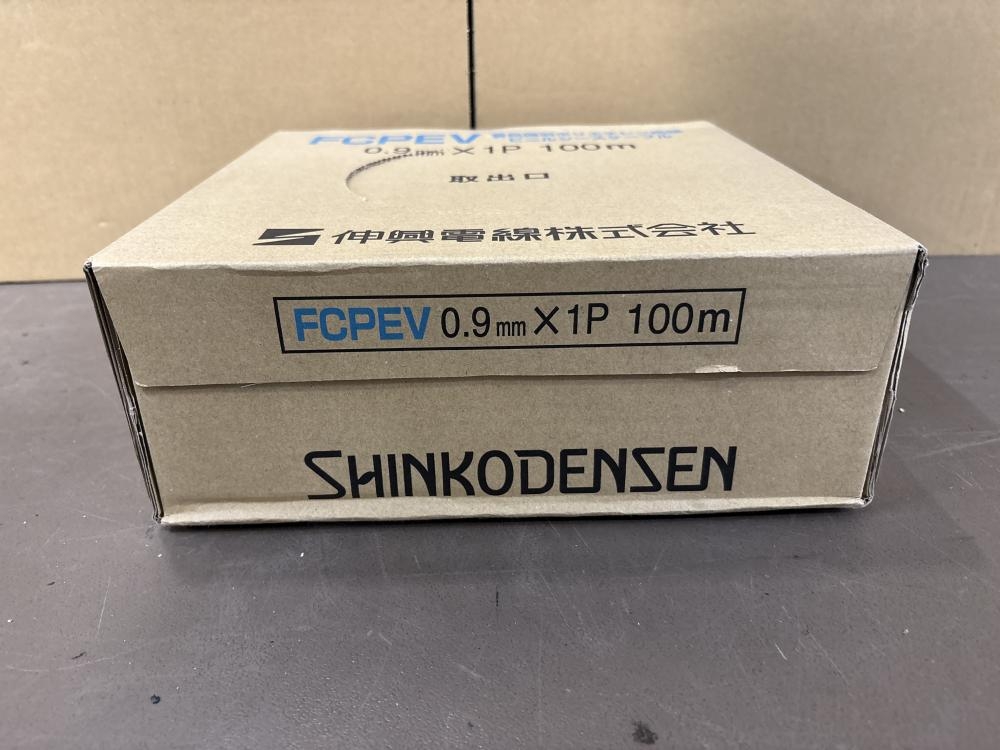 FCPEV
0.9mm×1P 100m
取出口
伸興電線株式会社
FCPEV 0.9mm×1P 100m
SHINKODENSEN